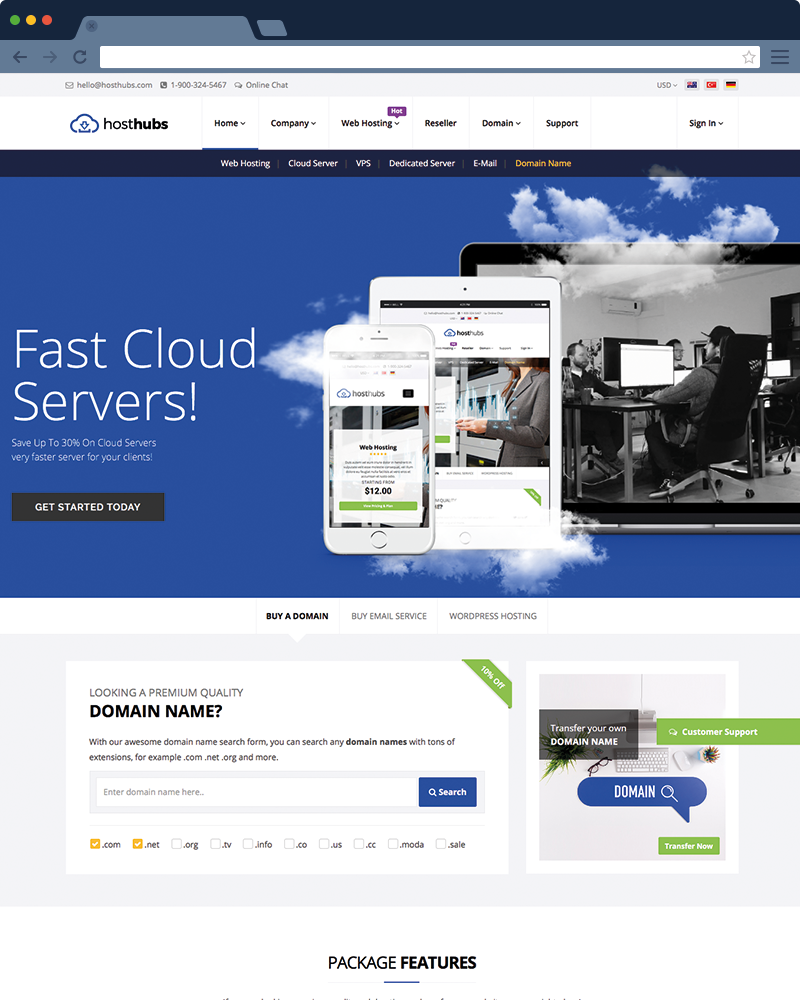 hello@hosthubs.com 1-900-324-5467 Online Chat USD
hosthubs Home Company Web Hosting Hot Reseller Domain Support Sign In
Web Hosting | Cloud Server | VPS | Dedicated Server | E-Mail | Domain Name
Fast Cloud
Servers!
Save Up To 30% On Cloud Servers
very faster server for your clients!
GET STARTED TODAY
hosthubs
hosthubs
Web Hosting
STARTING FROM
$12.00
View Pricing & Plan
BUY A DOMAIN BUY EMAIL SERVICE WORDPRESS HOSTING
LOOKING A PREMIUM QUALITY
DOMAIN NAME?
10% Off
With our awesome domain name search form, you can search any domain names with tons of
extensions, for example .com .net .org and more.
Enter domain name here.. Search
.com .net .org .tv .info .co .us .cc .moda .sale
Transfer your own
DOMAIN NAME
Customer Support
DOMAIN
Transfer Now
PACKAGE FEATURES